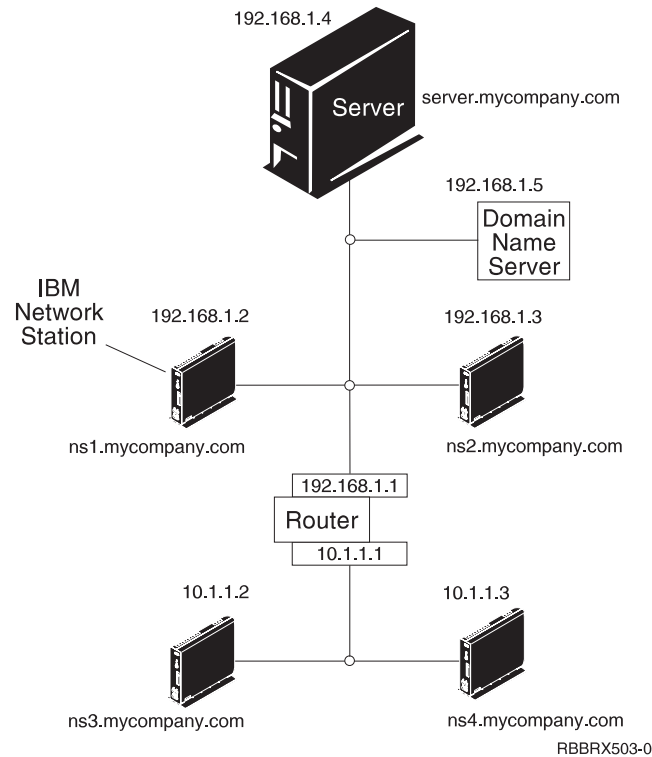 192.168.1.4
Server
server.mycompany.com
192.168.1.5
Domain
Name
Server
IBM
Network
Station
192.168.1.2
192.168.1.3
ns1.mycompany.com
ns2.mycompany.com
192.168.1.1
Router
10.1.1.1
10.1.1.2
10.1.1.3
ns3.mycompany.com
ns4.mycompany.com
RBBRX503-0